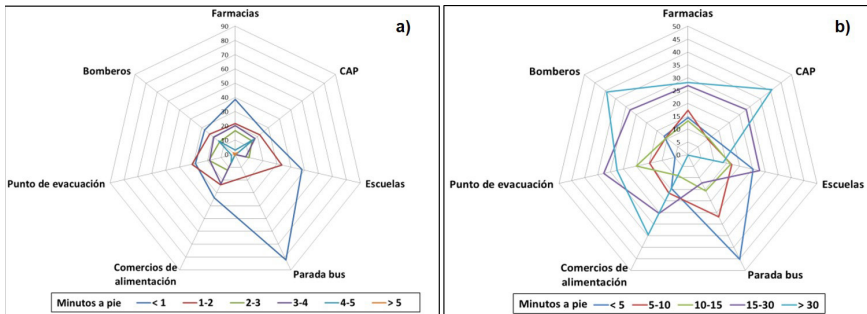 a)
Farmacias
90
80
70
60
50
40
30
20
10
0
CAP
Escuelas
Parada bus
Comercios de
alimentación
Punto de evacuación
Bomberos
Minutos a pie < 1 1-2 2-3 3-4 4-5 > 5
b)
Farmacias
50
45
40
35
30
25
20
15
10
5
0
CAP
Escuelas
Parada bus
Comercios de
alimentación
Punto de evacuación
Bomberos
Minutos a pie < 5 5-10 10-15 15-30 > 30